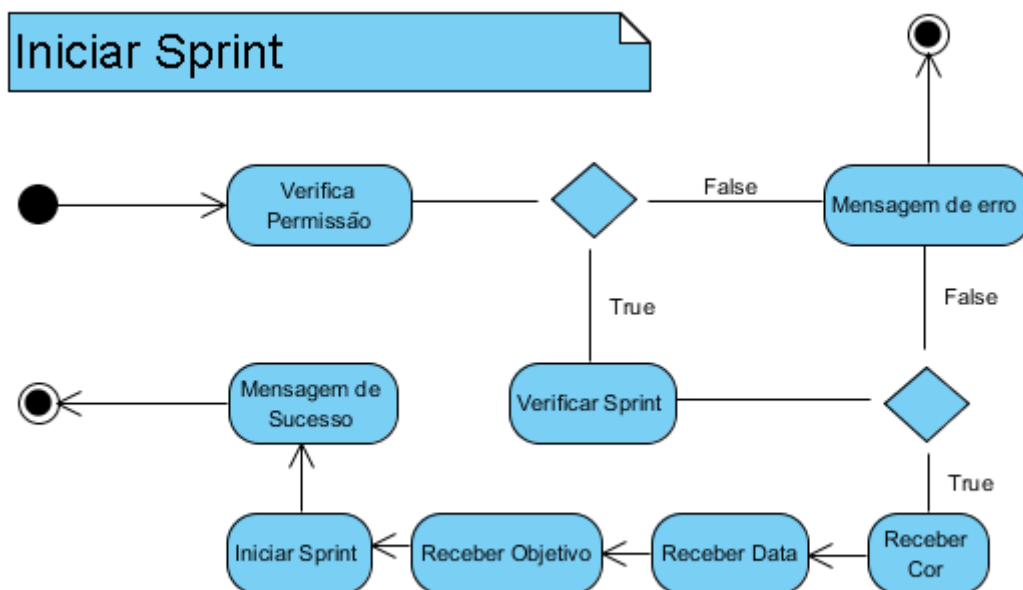 Iniciar Sprint
Verifica
Permissão
False
Mensagem de erro
True
False
Mensagem de
Sucesso
Verificar Sprint
True
Iniciar Sprint
Receber Objetivo
Receber Data
Receber
Cor